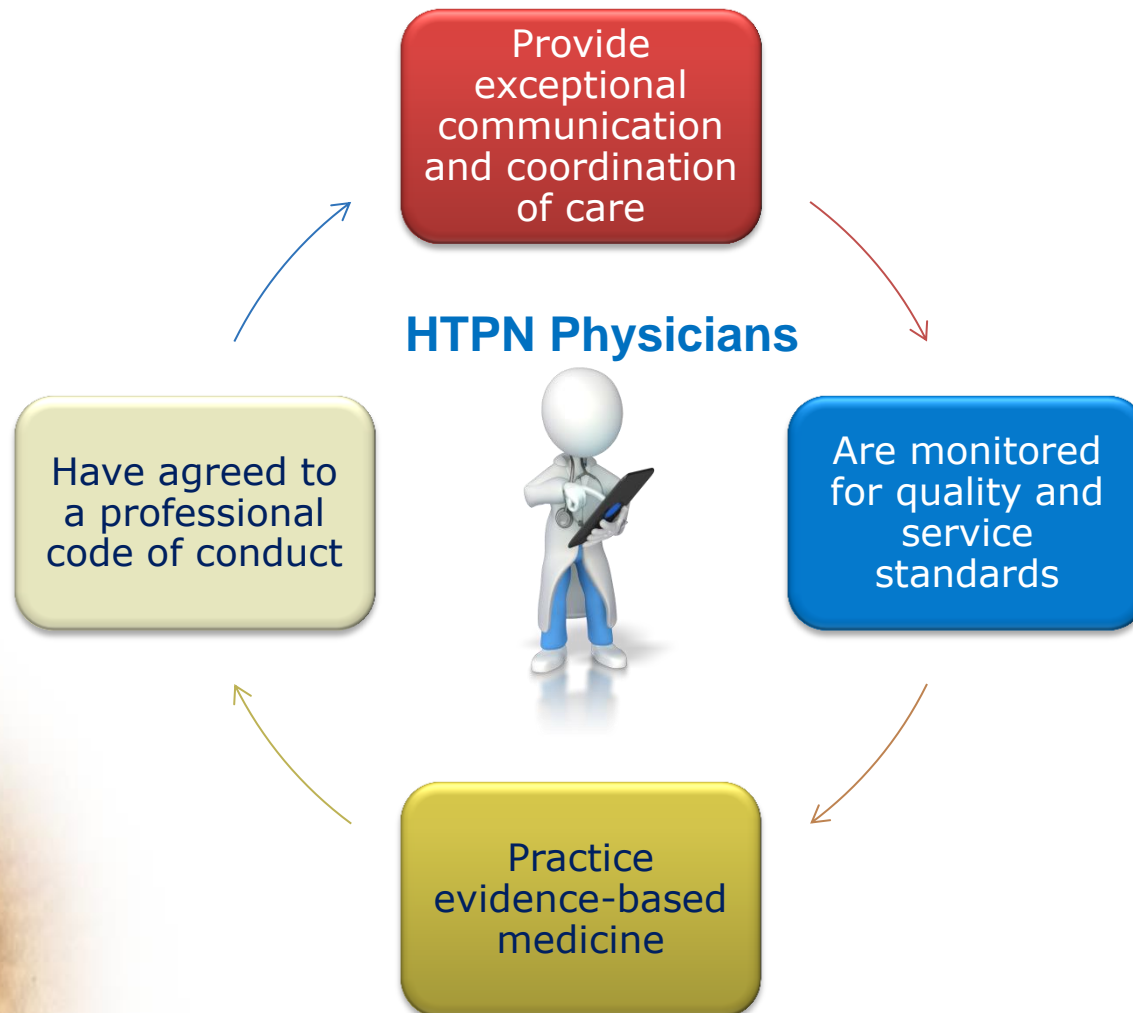 Provide
exceptional
communication
and coordination
of care
HTPN Physicians
Have agreed to
a professional
code of conduct
Are monitored
for quality and
service
standards
Practice
evidence-based
medicine